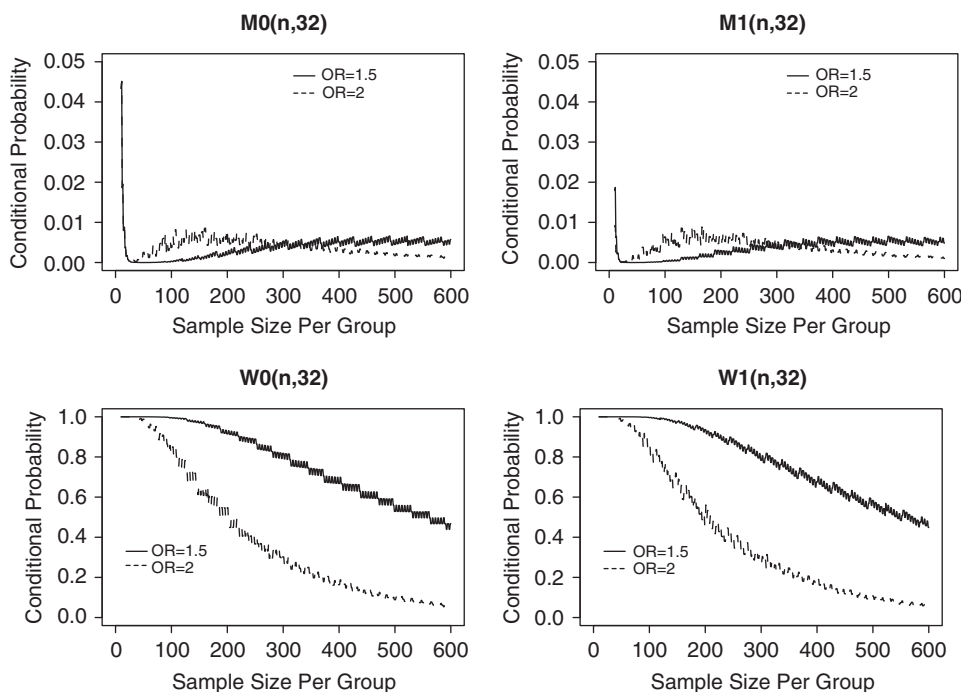 M0(n,32)
Conditional Probability
0.05
0.04
0.03
0.02
0.01
0.00
OR=1.5
OR=2
0 100 200 300 400 500 600
Sample Size Per Group
M1(n,32)
Conditional Probability
0.05
0.04
0.03
0.02
0.01
0.00
OR=1.5
OR=2
0 100 200 300 400 500 600
Sample Size Per Group
W0(n,32)
Conditional Probability
1.0
0.8
0.6
0.4
0.2
0.0
OR=1.5
OR=2
0 100 200 300 400 500 600
Sample Size Per Group
W1(n,32)
Conditional Probability
1.0
0.8
0.6
0.4
0.2
0.0
OR=1.5
OR=2
0 100 200 300 400 500 600
Sample Size Per Group